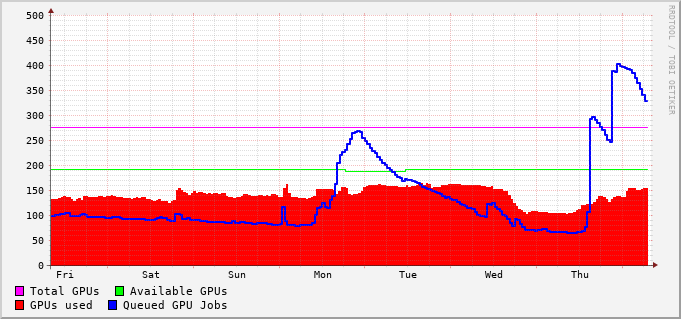 500
450
400
350
300
250
200
150
100
50
0
Fri Sat Sun Mon Tue Wed Thu
Total GPUs Available GPUs
GPUs used Queued GPU Jobs
RRDTOOL / TOBI OETIKER